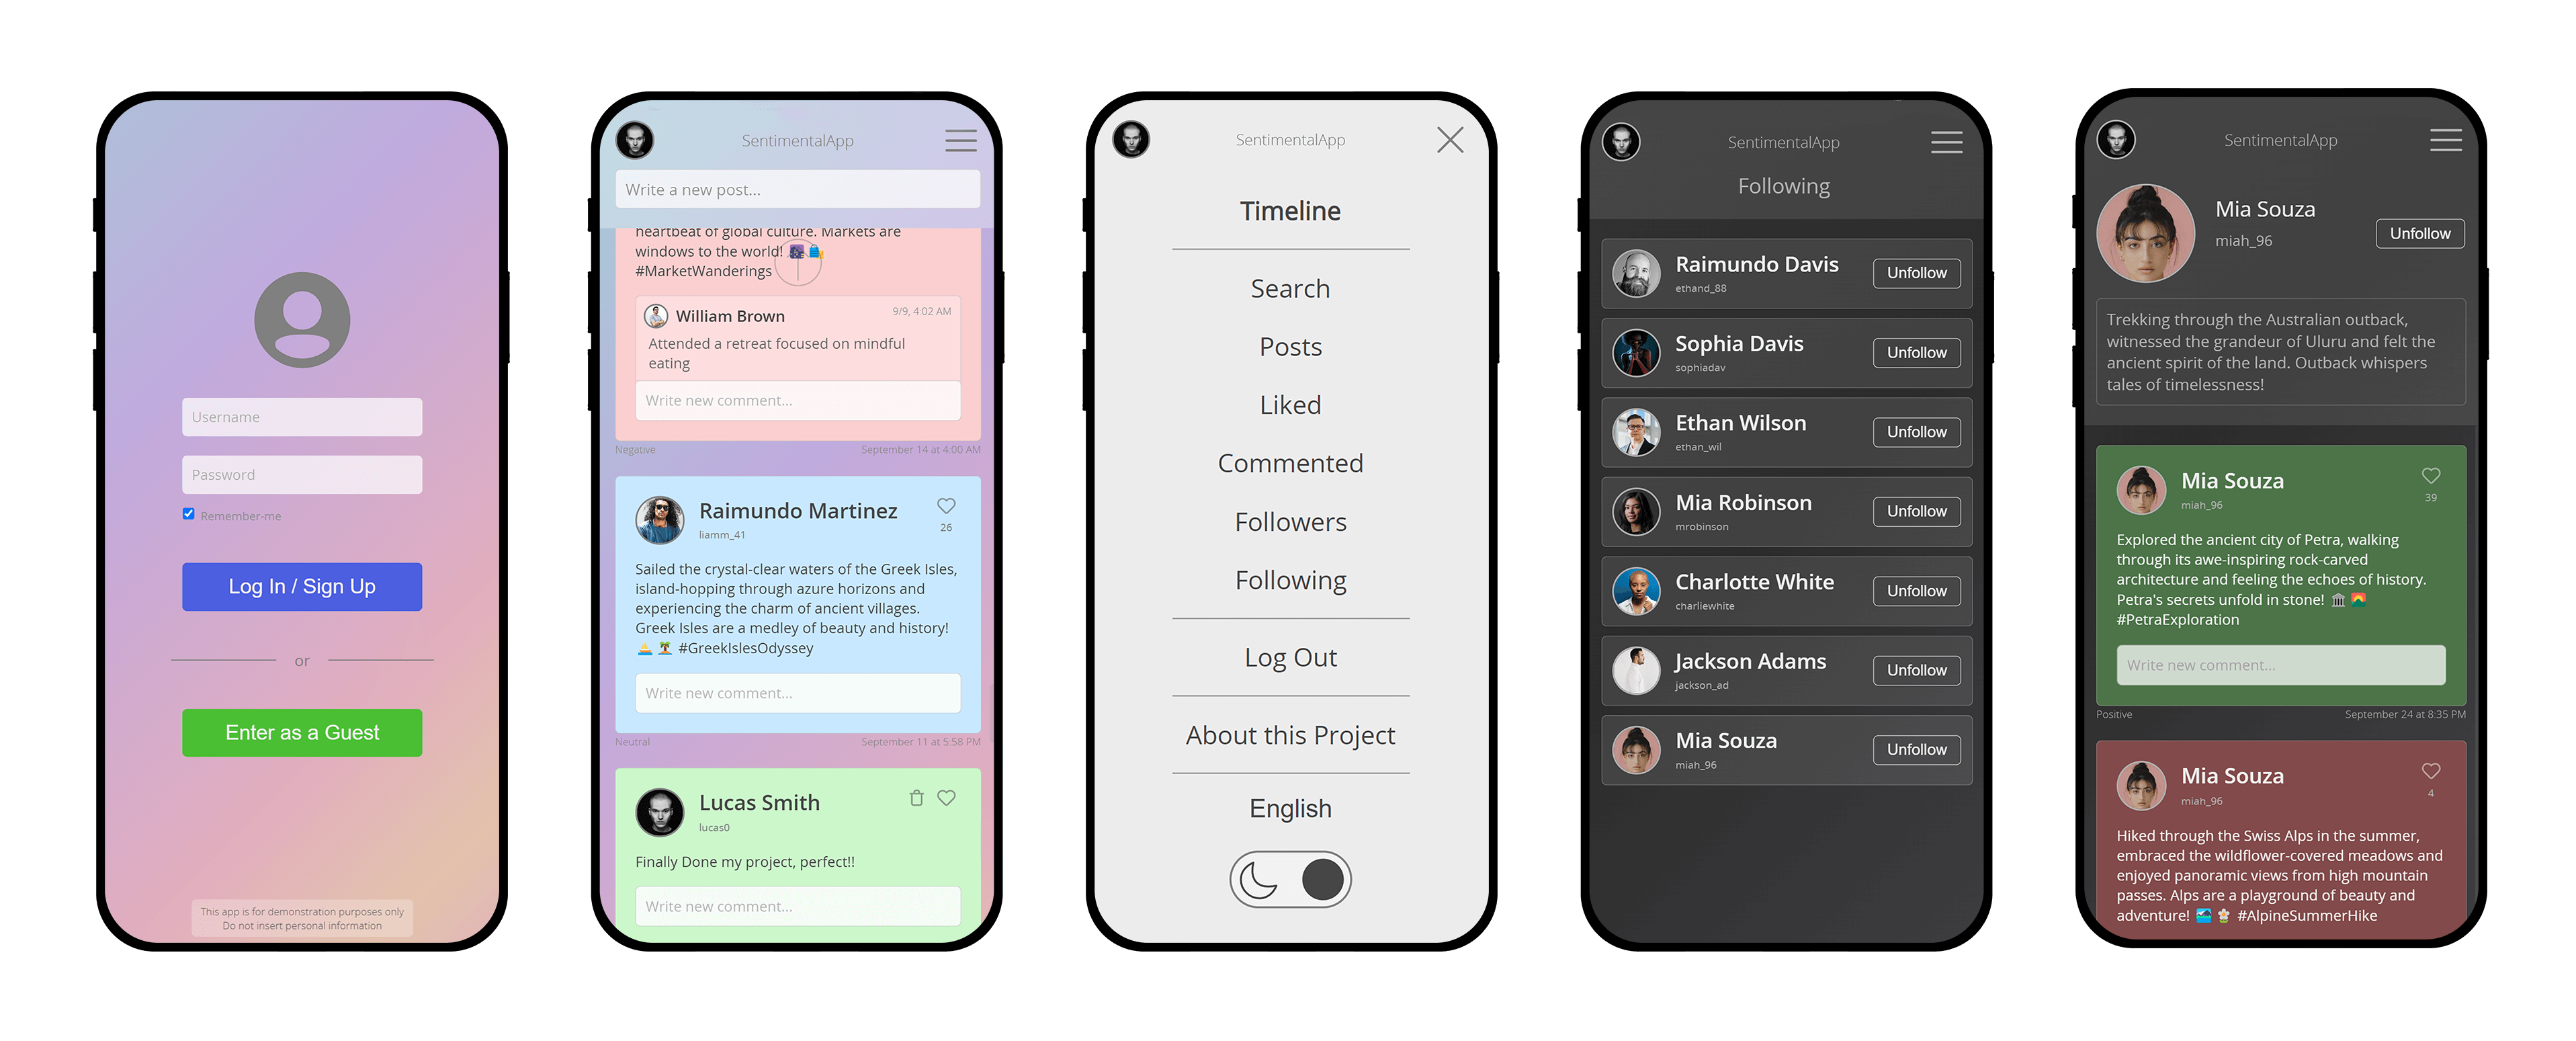 Username
Password
Remember-me
Log In / Sign Up
or
Enter as a Guest
This app is for demonstration purposes only
Do not insert personal information
SentimentalApp
Write a new post...
heartbeat of global culture. Markets are
windows to the world!
#MarketWanderings
William Brown
9/9, 4:02 AM
Attended a retreat focused on mindful
eating
Write new comment...
Negative
September 14 at 4:00 AM
Raimundo Martinez
liamm_41
26
Sailed the crystal-clear waters of the Greek Isles,
island-hopping through azure horizons and
experiencing the charm of ancient villages.
Greek Isles are a medley of beauty and history!
#GreekIslesOdyssey
Write new comment...
Neutral
September 11 at 5:58 PM
Lucas Smith
lucas0
Finally Done my project, perfect!!
Write new comment...
SentimentalApp
Timeline
Search
Posts
Liked
Commented
Followers
Following
Log Out
About this Project
English
SentimentalApp
Following
Raimundo Davis
ethand_88
Unfollow
Sophia Davis
sophiadav
Unfollow
Ethan Wilson
ethan_wil
Unfollow
Mia Robinson
mrobinson
Unfollow
Charlotte White
charliewhite
Unfollow
Jackson Adams
jackson_ad
Unfollow
Mia Souza
miah_96
Unfollow
SentimentalApp
Mia Souza
miah_96
Unfollow
Trekking through the Australian outback,
witnessed the grandeur of Uluru and felt the
ancient spirit of the land. Outback whispers
tales of timelessness!
Mia Souza
miah_96
39
Explored the ancient city of Petra, walking
through its awe-inspiring rock-carved
architecture and feeling the echoes of history.
Petra's secrets unfold in stone!
#PetraExploration
Write new comment...
Positive
September 24 at 8:35 PM
Mia Souza
miah_96
4
Hiked through the Swiss Alps in the summer,
embraced the wildflower-covered meadows and
enjoyed panoramic views from high mountain
passes. Alps are a playground of beauty and
adventure! #AlpineSummerHike